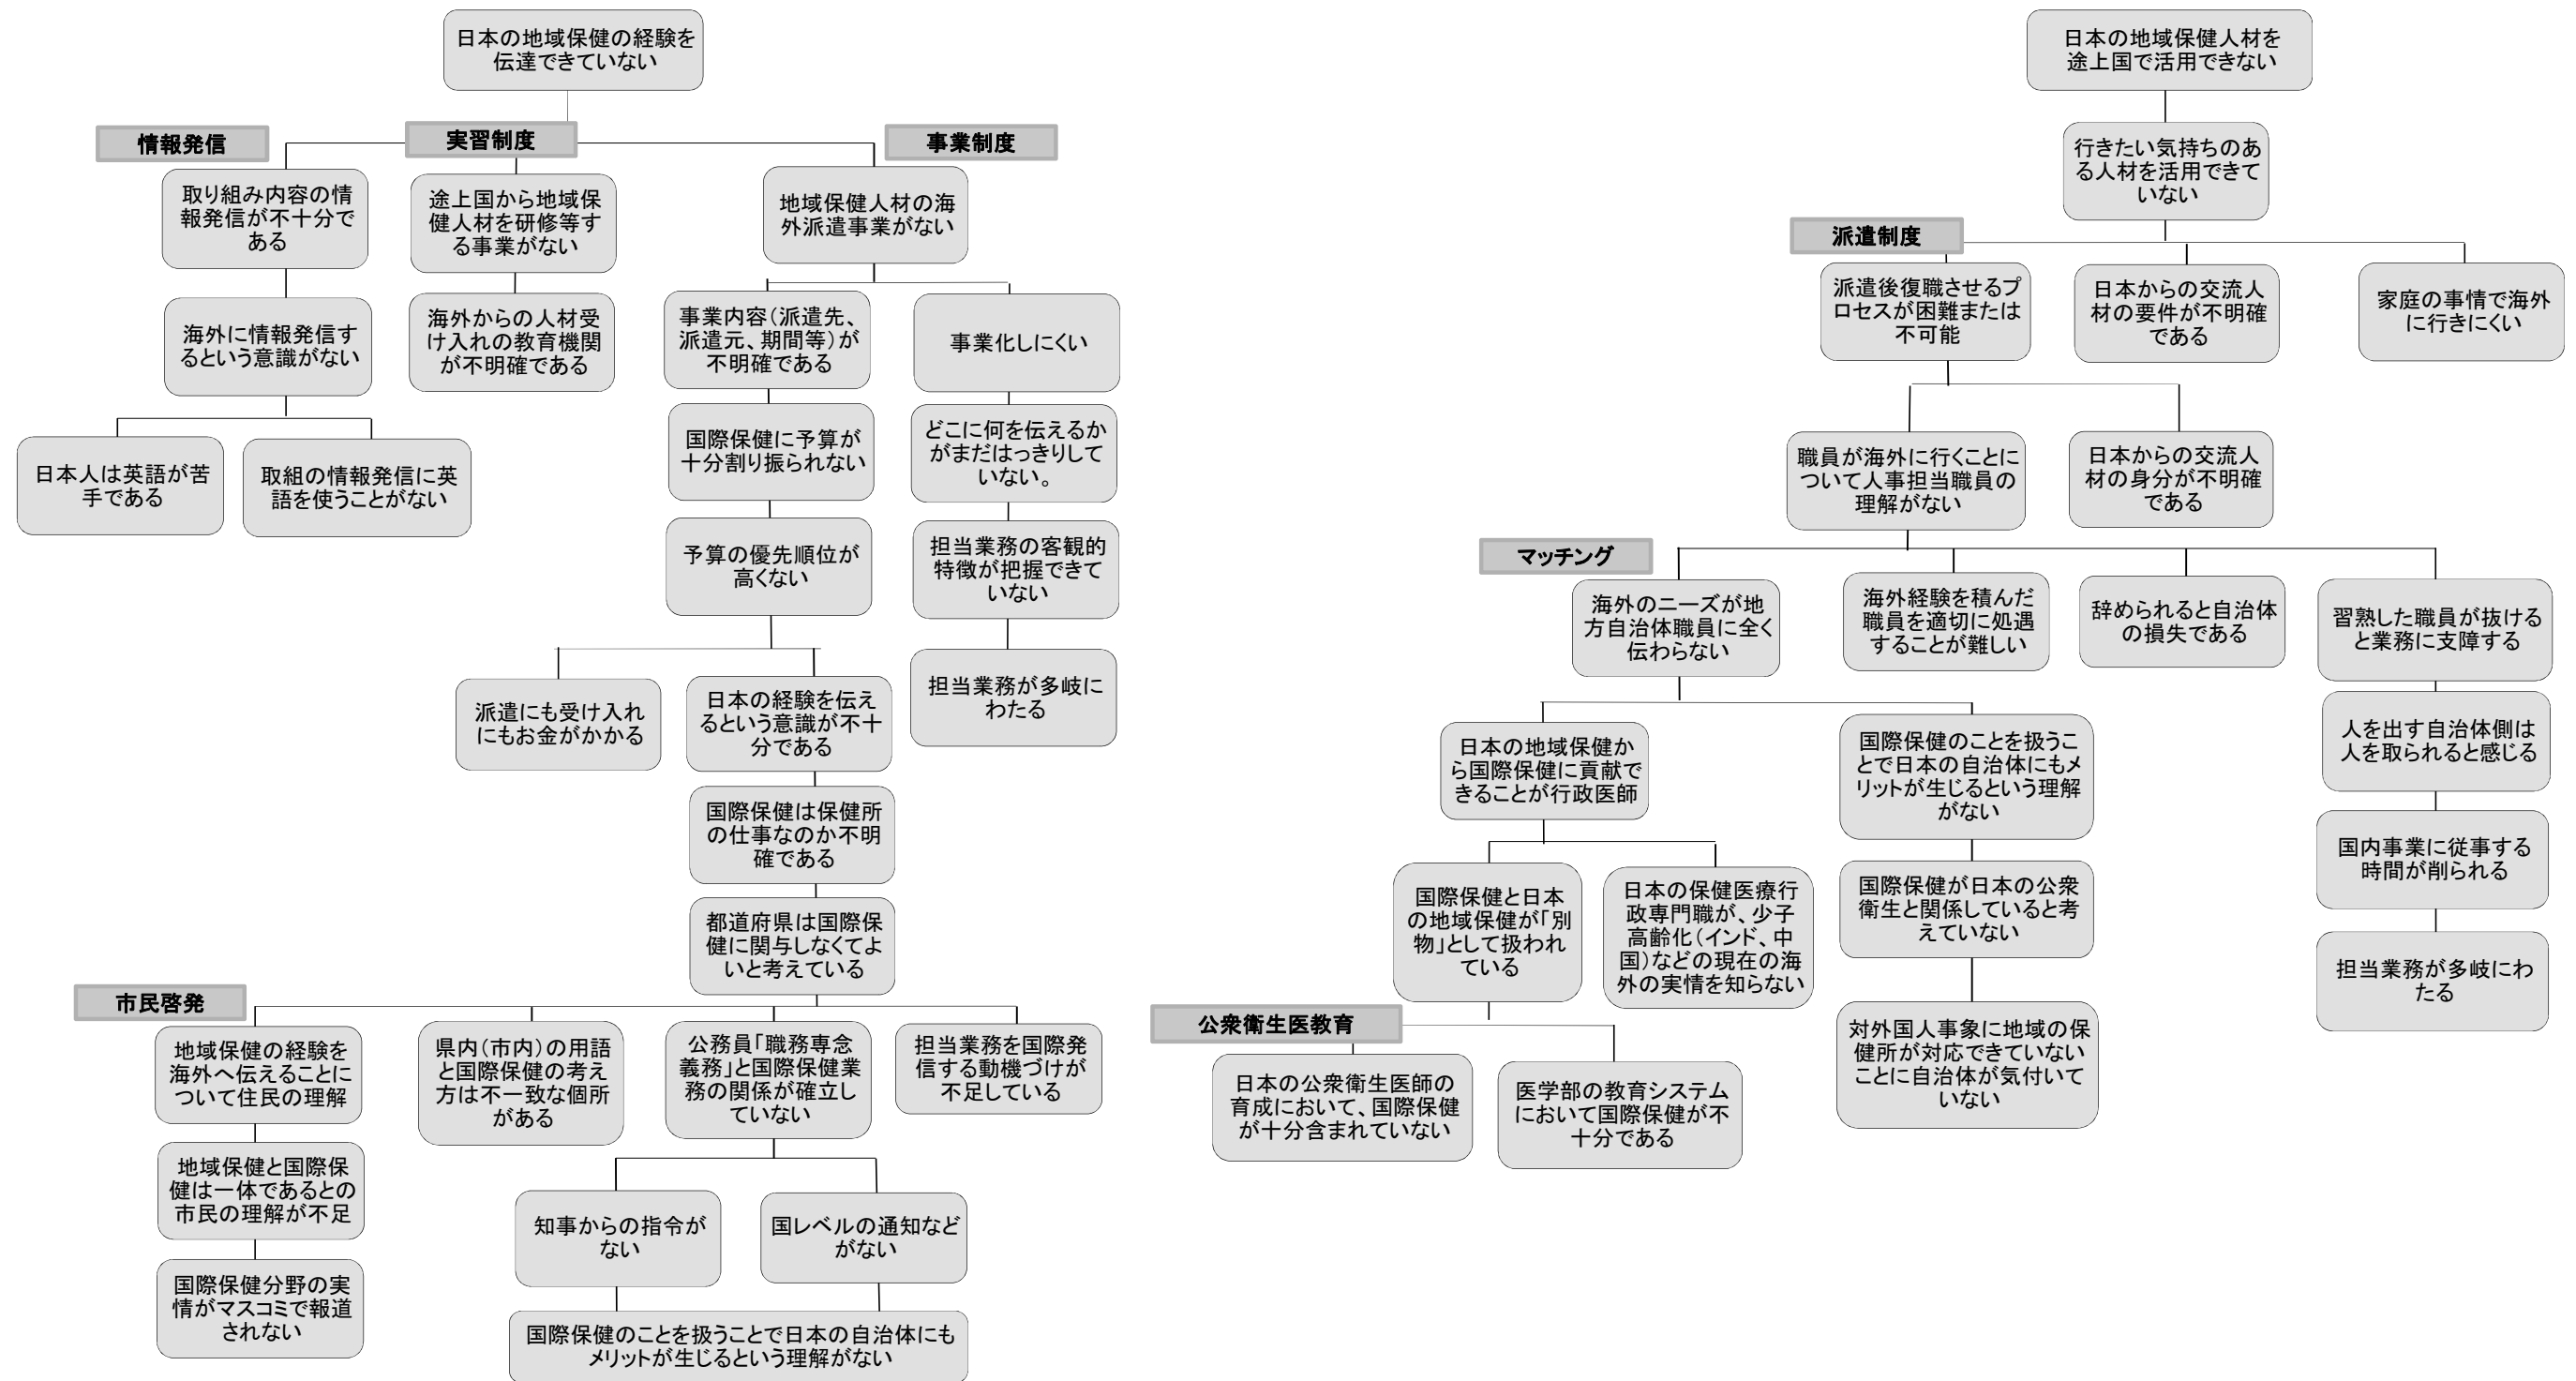 日本の地域保健の経験を
伝達できていない
情報発信
実習制度
事業制度
取り組み内容の情
報発信が不十分で
ある
途上国から地域保
健人材を研修等す
る事業がない
地域保健人材の海
外派遣事業がない
海外に情報発信す
るという意識がない
海外からの人材受
け入れの教育機関
が不明確である
事業内容（派遣先、
派遣元、期間等）が
不明確である
事業化しにくい
日本人は英語が苦
手である
取組の情報発信に英
語を使うことがない
国際保健に予算が
十分割り振られない
どこに何を伝えるか
がまだはっきりして
いない。
予算の優先順位が
高くない
担当業務の客観的
特徴が把握できて
いない
派遣にも受け入れ
にもお金がかかる
日本の経験を伝え
るという意識が不十
分である
担当業務が多岐に
わたる
国際保健は保健所
の仕事なのか不明
確である
都道府県は国際保
健に関与しなくてよ
いと考えている
市民啓発
地域保健の経験を
海外へ伝えることに
ついて住民の理解
県内（市内）の用語
と国際保健の考え
方は不一致な個所
がある
公務員「職務専念
義務」と国際保健業
務の関係が確立し
ていない
担当業務を国際発
信する動機づけが
不足している
地域保健と国際保
健は一体であるとの
市民の理解が不足
知事からの指令が
ない
国レベルの通知など
がない
国際保健分野の実
情がマスコミで報道
されない
国際保健のことを扱うことで日本の自治体にも
メリットが生じるという理解がない
日本の地域保健人材を
途上国で活用できない
行きたい気持ちのあ
る人材を活用できて
いない
派遣制度
派遣後復職させるプ
ロセスが困難または
不可能
日本からの交流人
材の要件が不明確
である
家庭の事情で海外
に行きにくい
職員が海外に行くことに
ついて人事担当職員の
理解がない
日本からの交流人
材の身分が不明確
である
マッチング
海外のニーズが地
方自治体職員に全く
伝わらない
海外経験を積んだ
職員を適切に処遇
することが難しい
辞められると自治体
の損失である
習熟した職員が抜ける
と業務に支障する
日本の地域保健か
ら国際保健に貢献で
きることが行政医師
国際保健のことを扱うこ
とで日本の自治体にもメ
リットが生じるという理解
がない
人を出す自治体側は
人を取られると感じる
国際保健と日本
の地域保健が「別
物」として扱われ
ている
日本の保健医療行
政専門職が、少子
高齢化（インド、中
国）などの現在の海
外の実情を知らない
国際保健が日本の公衆
衛生と関係していると考
えていない
国内事業に従事する
時間が削られる
担当業務が多岐にわ
たる
公衆衛生医教育
日本の公衆衛生医師の
育成において、国際保健
が十分含まれていない
医学部の教育システム
において国際保健が不
十分である
対外国人事象に地域の保
健所が対応できていない
ことに自治体が気付いて
いない